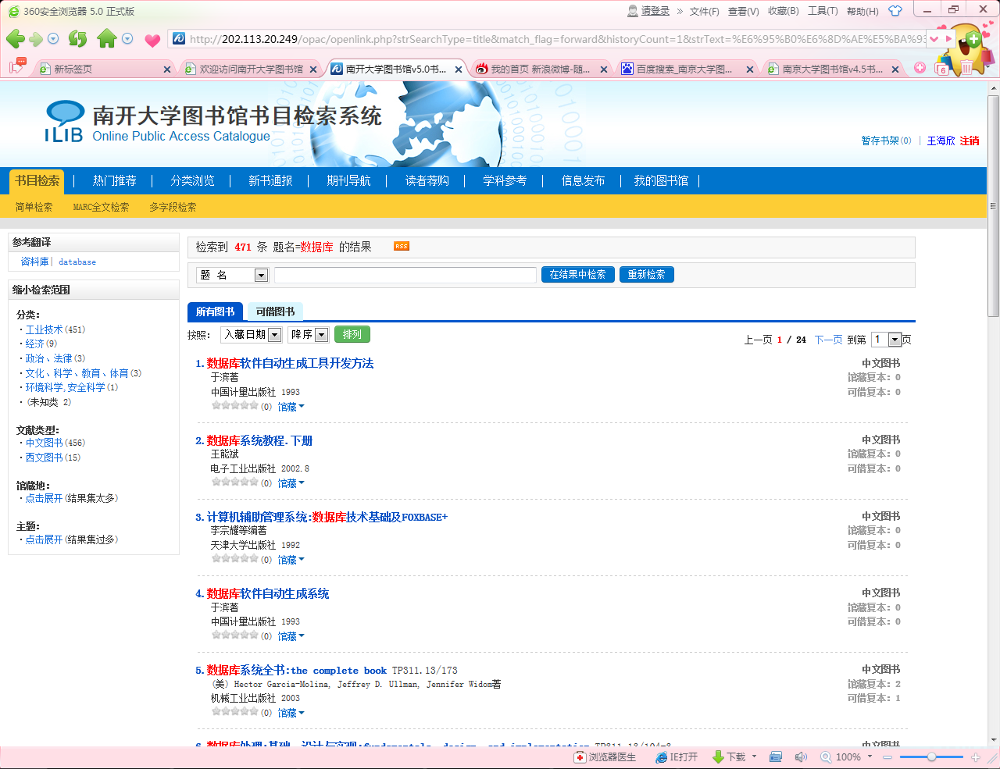 360安全浏览器 5.0 正式版
请登录 » 文件(F) 查看(V) 收藏(B) 工具(T) 帮助(H)
http://202.113.20.249/opac/openlink.php?strSearchType=title&match_flag=forward&historyCount=1&strText=%E6%95%B0%E6%8D%AE%E5%BA%93
新标签页 欢迎访问南开大学图书馆 南开大学图书馆v5.0书... 我的首页 新浪微博-随... 百度搜索_南京大学图... 南京大学图书馆v4.5书... 6
南开大学图书馆书目检索系统
ILIB Online Public Access Catalogue
暂存书架(0) | 王海欣 注销
书目检索 | 热门推荐 | 分类浏览 | 新书通报 | 期刊导航 | 读者荐购 | 学科参考 | 信息发布 | 我的图书馆 |
简单检索 MARC全文检索 多字段检索
参考翻译
資料庫| database
缩小检索范围
分类:
·工业技术(451)
·经济(9)
·政治、法律(3)
·文化、科学、教育、体育(3)
·环境科学,安全科学(1)
·(未知类 2)
文献类型:
·中文图书(456)
·西文图书(15)
馆藏地:
·点击展开(结果集太多)
主题:
·点击展开(结果集过多)
检索到 471 条 题名=数据库 的结果 RSS
题 名 在结果中检索 重新检索
所有图书 可借图书
按照: 入藏日期 降序 排列 上一页 1 / 24 下一页 到第 1 页
1.数据库软件自动生成工具开发方法 中文图书
于滨著 馆藏复本: 0
中国计量出版社 1993 可借复本: 0
(0) 馆藏
2.数据库系统教程.下册 中文图书
王能斌 馆藏复本: 0
电子工业出版社 2002.8 可借复本: 0
(0) 馆藏
3.计算机辅助管理系统:数据库技术基础及FOXBASE+ 中文图书
李宗耀等编著 馆藏复本: 0
天津大学出版社 1992 可借复本: 0
(0) 馆藏
4.数据库软件自动生成系统 中文图书
于滨著 馆藏复本: 0
中国计量出版社 1993 可借复本: 0
(0) 馆藏
5.数据库系统全书:the complete book TP311.13/173 中文图书
(美) Hector Garcia-Molina, Jeffrey D. Ullman, Jennifer Widom著 馆藏复本: 2
机械工业出版社 2003 可借复本: 1
(0) 馆藏
6.数据库处理:基础、设计与实现:fundamentals, design, and implementation TP311.13/104=3 中文图书
浏览器医生 IE打开 下载 100%